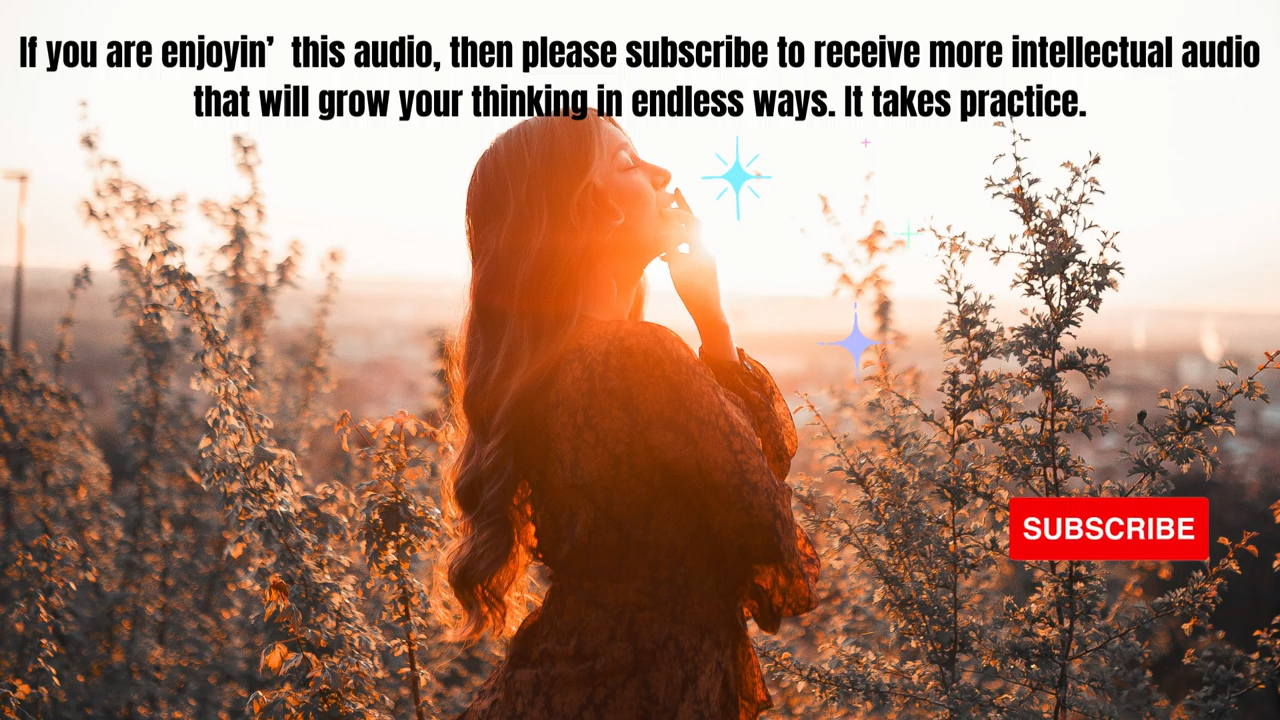 If you are enjoyin’ this audio, then please subscribe to receive more intellectual audio
that will grow your thinking in endless ways. It takes practice.
SUBSCRIBE